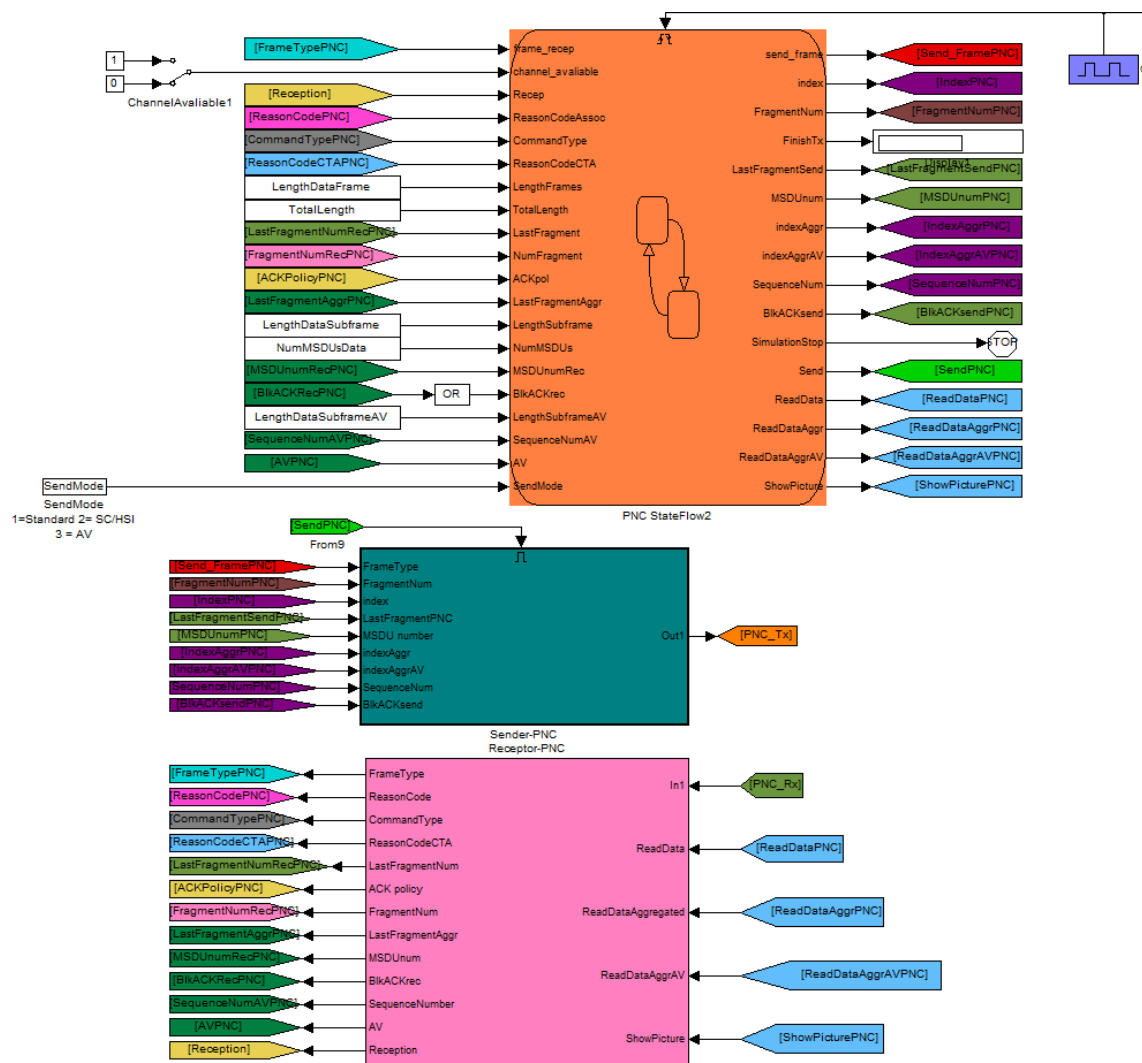 [FrameTypePNC]
frame_recep
send_frame
[Send_FramePNC]
1
0
channel_avaliable
ChannelAvaliable1
index
[IndexPNC]
[Reception]
Recep
FragmentNum
[FragmentNumPNC]
[ReasonCodePNC]
ReasonCodeAssoc
[CommandTypePNC]
CommandType
FinishTx
Display1
[ReasonCodeCTAPNC]
ReasonCodeCTA
LastFragmentSend
[LastFragmentSendPNC]
LengthDataFrame
LengthFrames
MSDUnum
[MSDUnumPNC]
TotalLength
TotalLength
indexAggr
[IndexAggrPNC]
[LastFragmentNumRecPNC]
LastFragment
[FragmentNumRecPNC]
NumFragment
indexAggrAV
[IndexAggrAVPNC]
[ACKPolicyPNC]
ACKpol
SequenceNum
[SequenceNumPNC]
[LastFragmentAggrPNC]
LastFragmentAggr
BlkACKsend
[BlkACKsendPNC]
LengthDataSubframe
LengthSubframe
NumMSDUsData
NumMSDUs
SimulationStop
STOP
[MSDUnumRecPNC]
MSDUnumRec
Send
[SendPNC]
[BlkACKRecPNC]
OR
BlkACKrec
ReadData
[ReadDataPNC]
LengthDataSubframeAV
LengthSubframeAV
ReadDataAggr
[ReadDataAggrPNC]
[SequenceNumAVPNC]
SequenceNumAV
[AVPNC]
AV
ReadDataAggrAV
[ReadDataAggrAVPNC]
SendMode
SendMode
ShowPicture
[ShowPicturePNC]
SendMode
1=Standard 2= SC/HSI
3 = AV
PNC StateFlow2
[SendPNC]
From9
[Send_FramePNC]
FrameType
[FragmentNumPNC]
FragmentNum
[IndexPNC]
index
[LastFragmentSendPNC]
LastFragmentPNC
[MSDUnumPNC]
MSDU number
Out1
[PNC_Tx]
[IndexAggrPNC]
indexAggr
[IndexAggrAVPNC]
indexAggrAV
[SequenceNumPNC]
SequenceNum
[BlkACKsendPNC]
BlkACKsend
Sender-PNC
Receptor-PNC
[FrameTypePNC]
FrameType
In1
[PNC_Rx]
[ReasonCodePNC]
ReasonCode
[CommandTypePNC]
CommandType
[ReasonCodeCTAPNC]
ReasonCodeCTA
ReadData
[ReadDataPNC]
[LastFragmentNumRecPNC]
LastFragmentNum
[ACKPolicyPNC]
ACK policy
[FragmentNumRecPNC]
FragmentNum
ReadDataAggregated
[ReadDataAggrPNC]
[LastFragmentAggrPNC]
LastFragmentAggr
[MSDUnumRecPNC]
MSDUnum
[BlkACKRecPNC]
BlkACKrec
ReadDataAggrAV
[ReadDataAggrAVPNC]
[SequenceNumAVPNC]
SequenceNumber
[AVPNC]
AV
ShowPicture
[ShowPicturePNC]
[Reception]
Reception